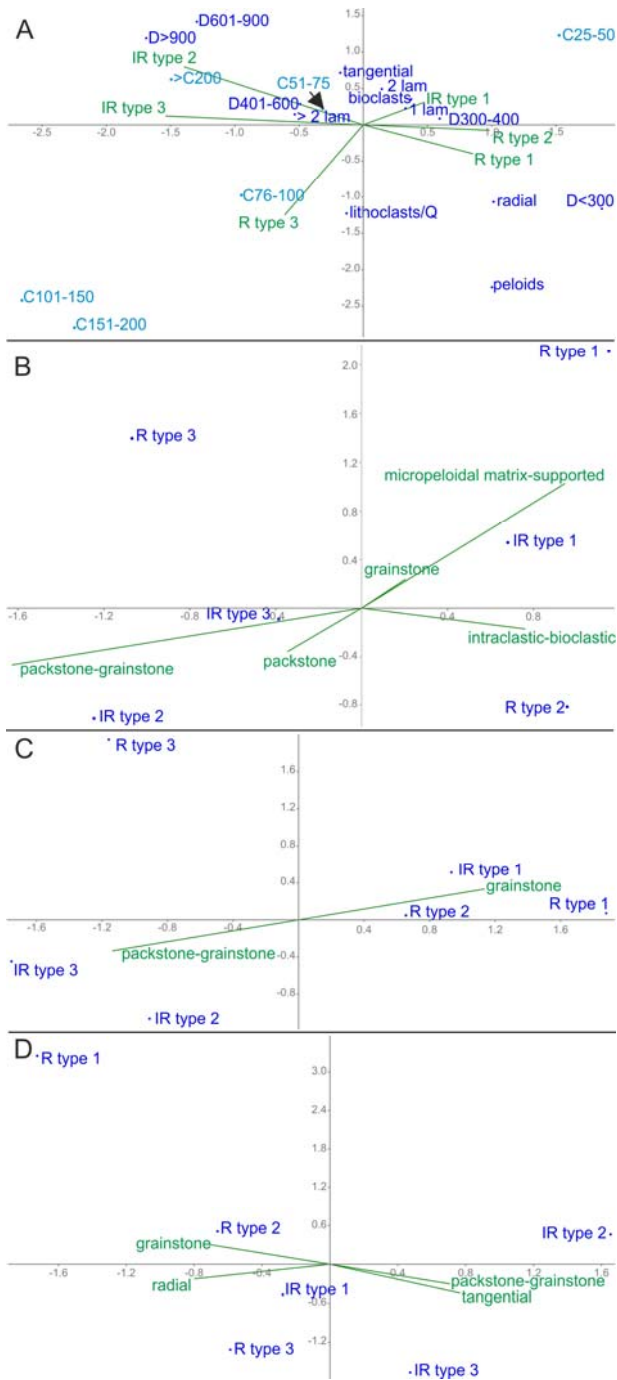 A
1.5
D601-900
D>900
C25-50
IR type 2
1.0
>C200
C51-75
tangential
2 lam
0.5
bioclasts
IR type 1
D401-600
IR type 3
> 2 lam
1 lam
D300-400
-2.5 -2.0 -1.5 -1.0 -0.5 0.5 1.0 1.5
R type 2
R type 1
-0.5
C76-100
-1.0
radial
D<300
R type 3
lithoclasts/Q
-1.5
-2.0
peloids
C101-150
-2.5
C151-200
B
R type 1
2.0
1.6
R type 3
1.2
micropeloidal matrix-supported
0.8
IR type 1
0.4
grainstone
IR type 3
-1.6 -1.2 -0.8 -0.4 0.4 0.8
intraclastic-bioclastic
packstone
-0.4
packstone-grainstone
-0.8
R type 2
IR type 2
C
R type 3
1.6
1.2
0.8
IR type 1
0.4
grainstone
R type 2
R type 1
-1.6 -1.2 -0.8 -0.4 0.4 0.8 1.2 1.6
packstone-grainstone
-0.4
IR type 3
-0.8
IR type 2
D
R type 1
3.0
2.4
1.8
1.2
R type 2
0.6
IR type 2
grainstone
-1.8 -1.2 -0.6 0.4 0.8 1.2 1.6
radial
packstone-grainstone
IR type 1
tangential
-0.6
R type 3
-1.2
IR type 3